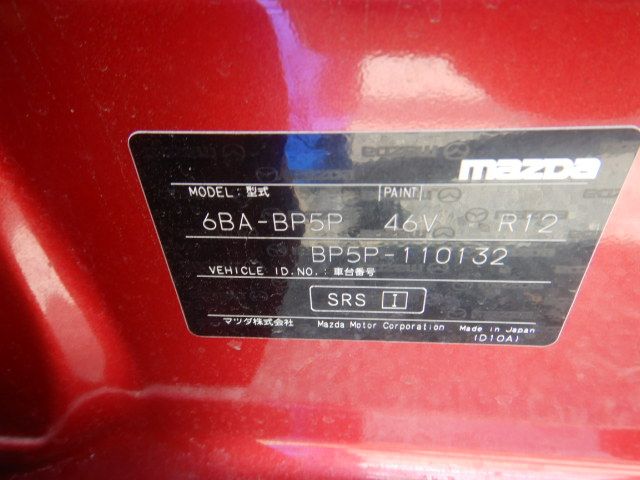 mazda
MODEL:型式 PAINT
6BA-BP5P 46V R12
BP5P-110132
VEHICLE ID.NO.:車台番号
SRS I
マツダ株式会社 Mazda Motor Corporation Made in Japan
(D10A)